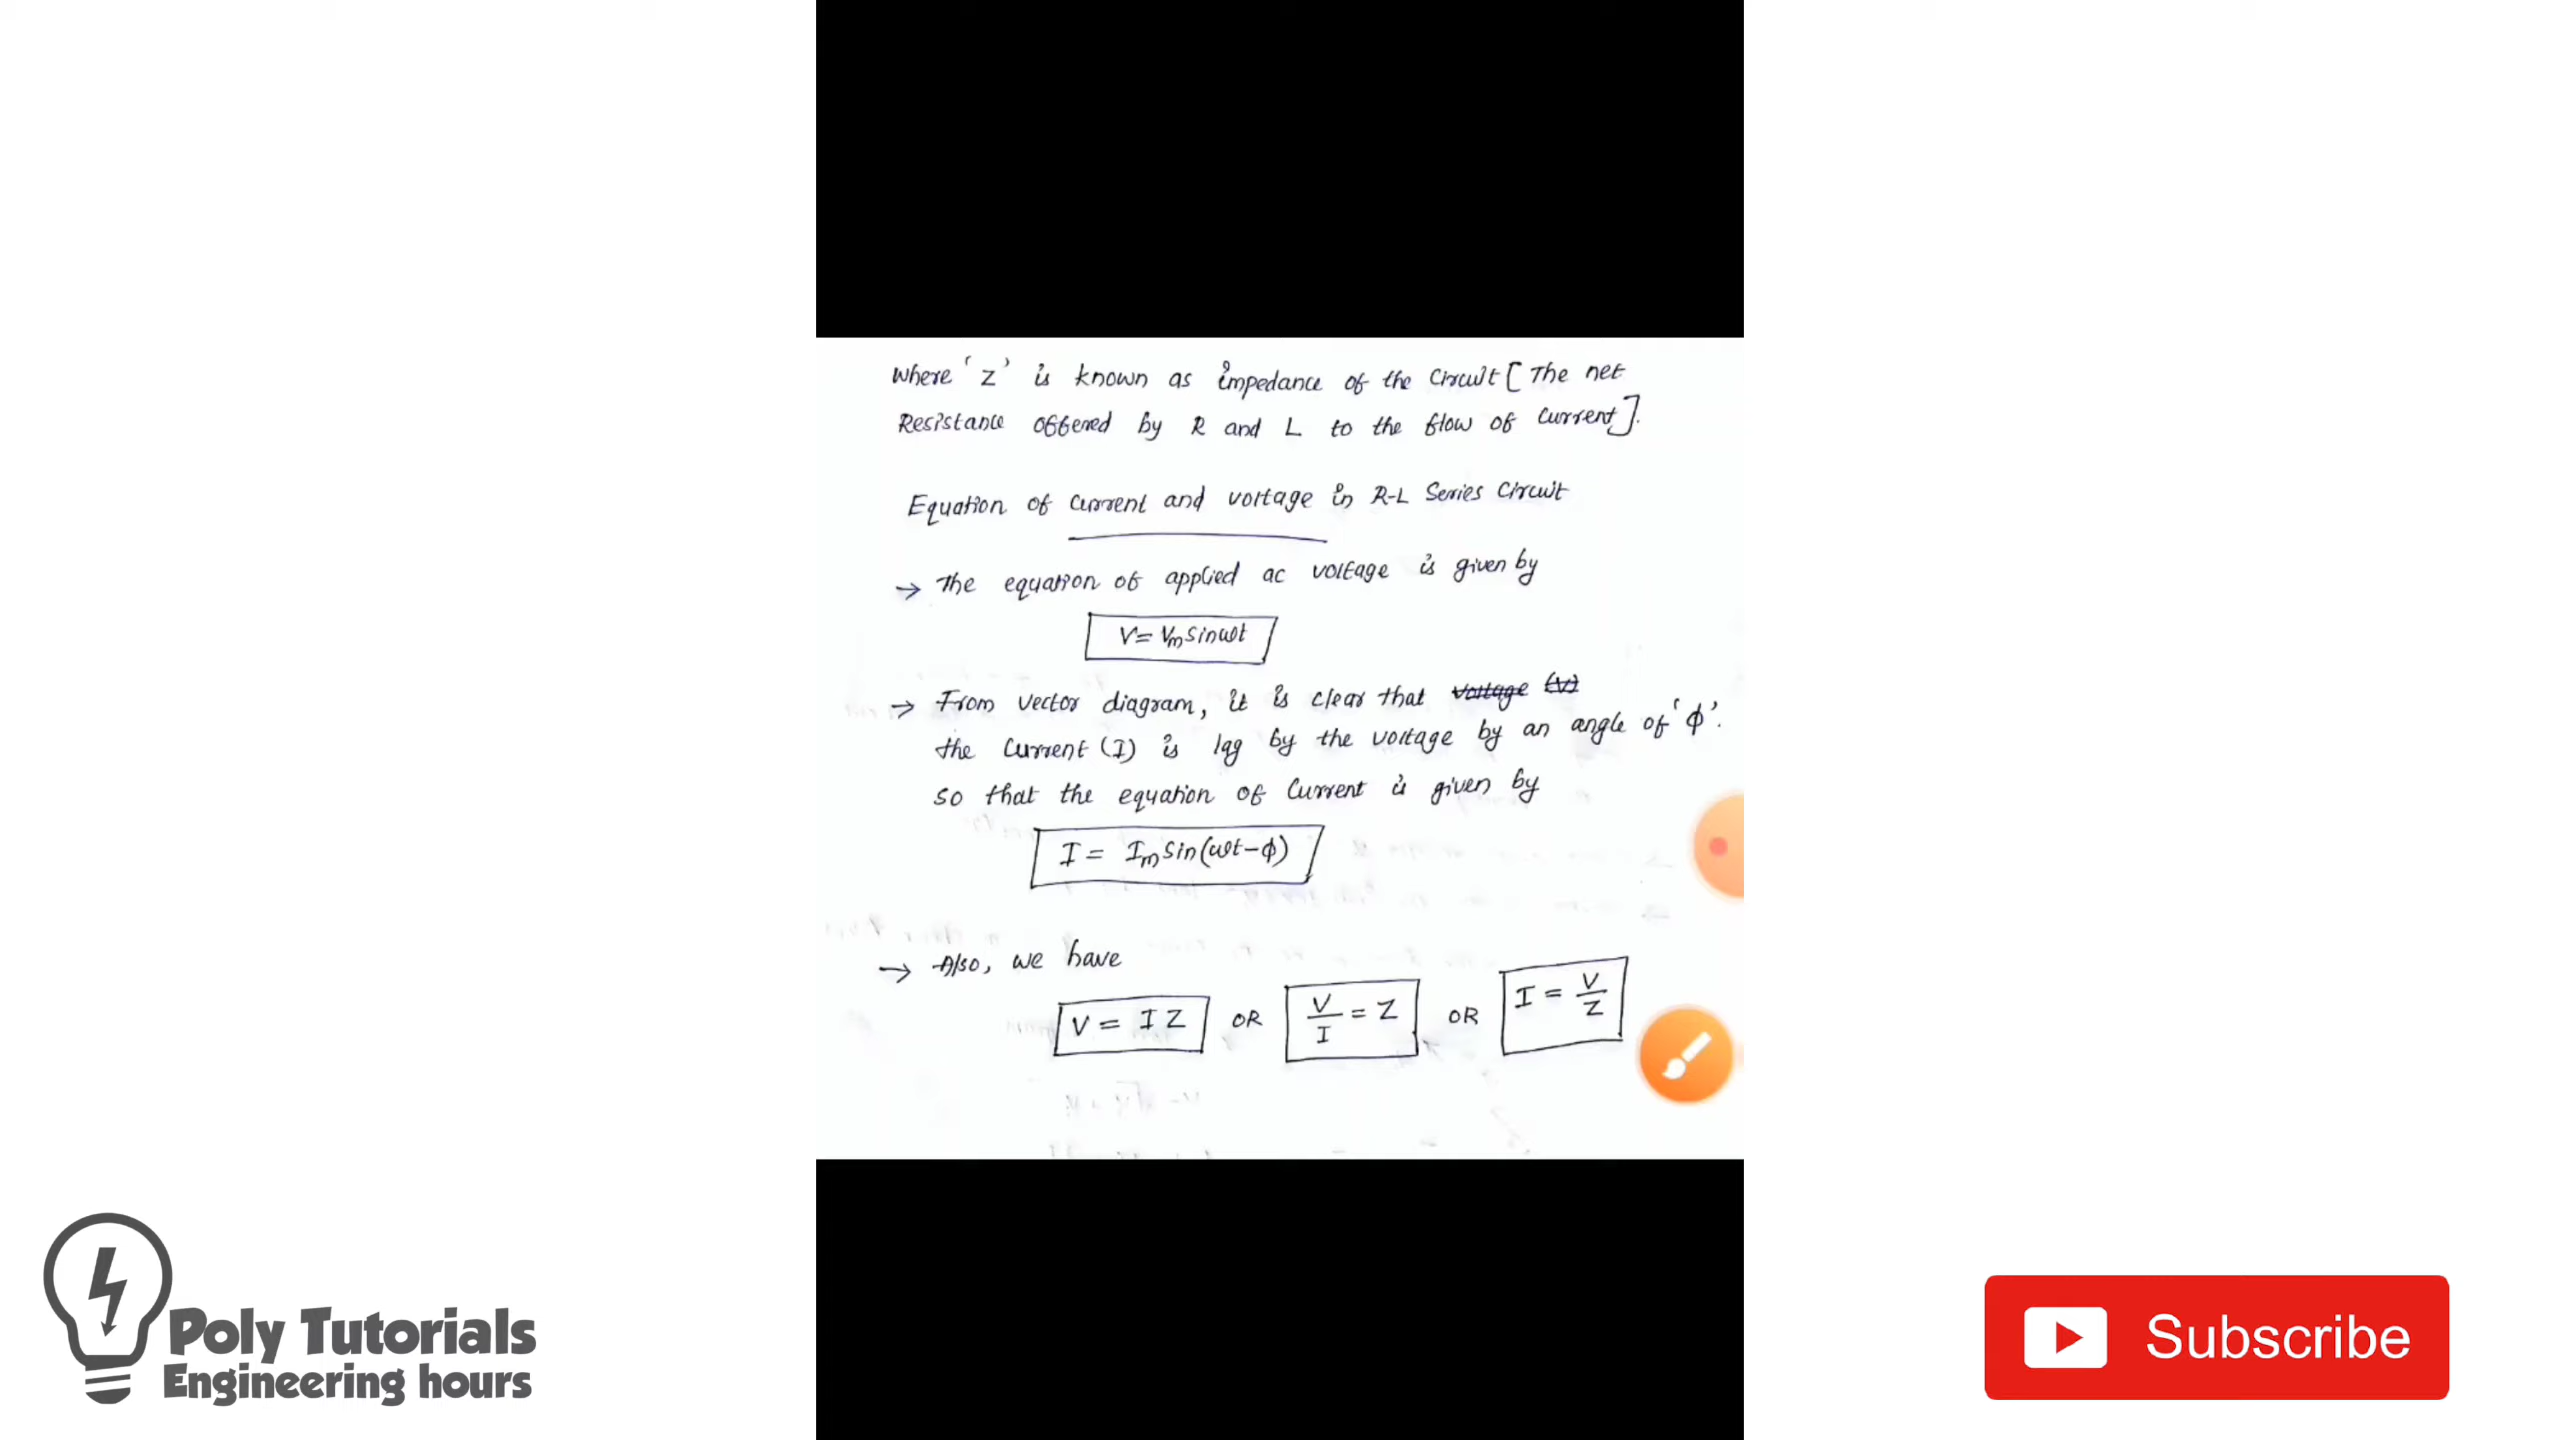 Where 'Z' is known as impedance of the Circuit [The net
Resistance offered by R and L to the flow of Current].
Equation of current and voltage in R-L Series Circuit
→ The equation of applied ac voltage is given by
V = Vm sinωt
→ From vector diagram, it is clear that voltage (V)
the Current (I) is lag by the voltage by an angle of 'ϕ'.
so that the equation of Current is given by
I = Im sin(ωt-ϕ)
→ Also, we have
V = I Z OR V/I = Z OR I = V/Z
Poly Tutorials
Engineering hours
Subscribe